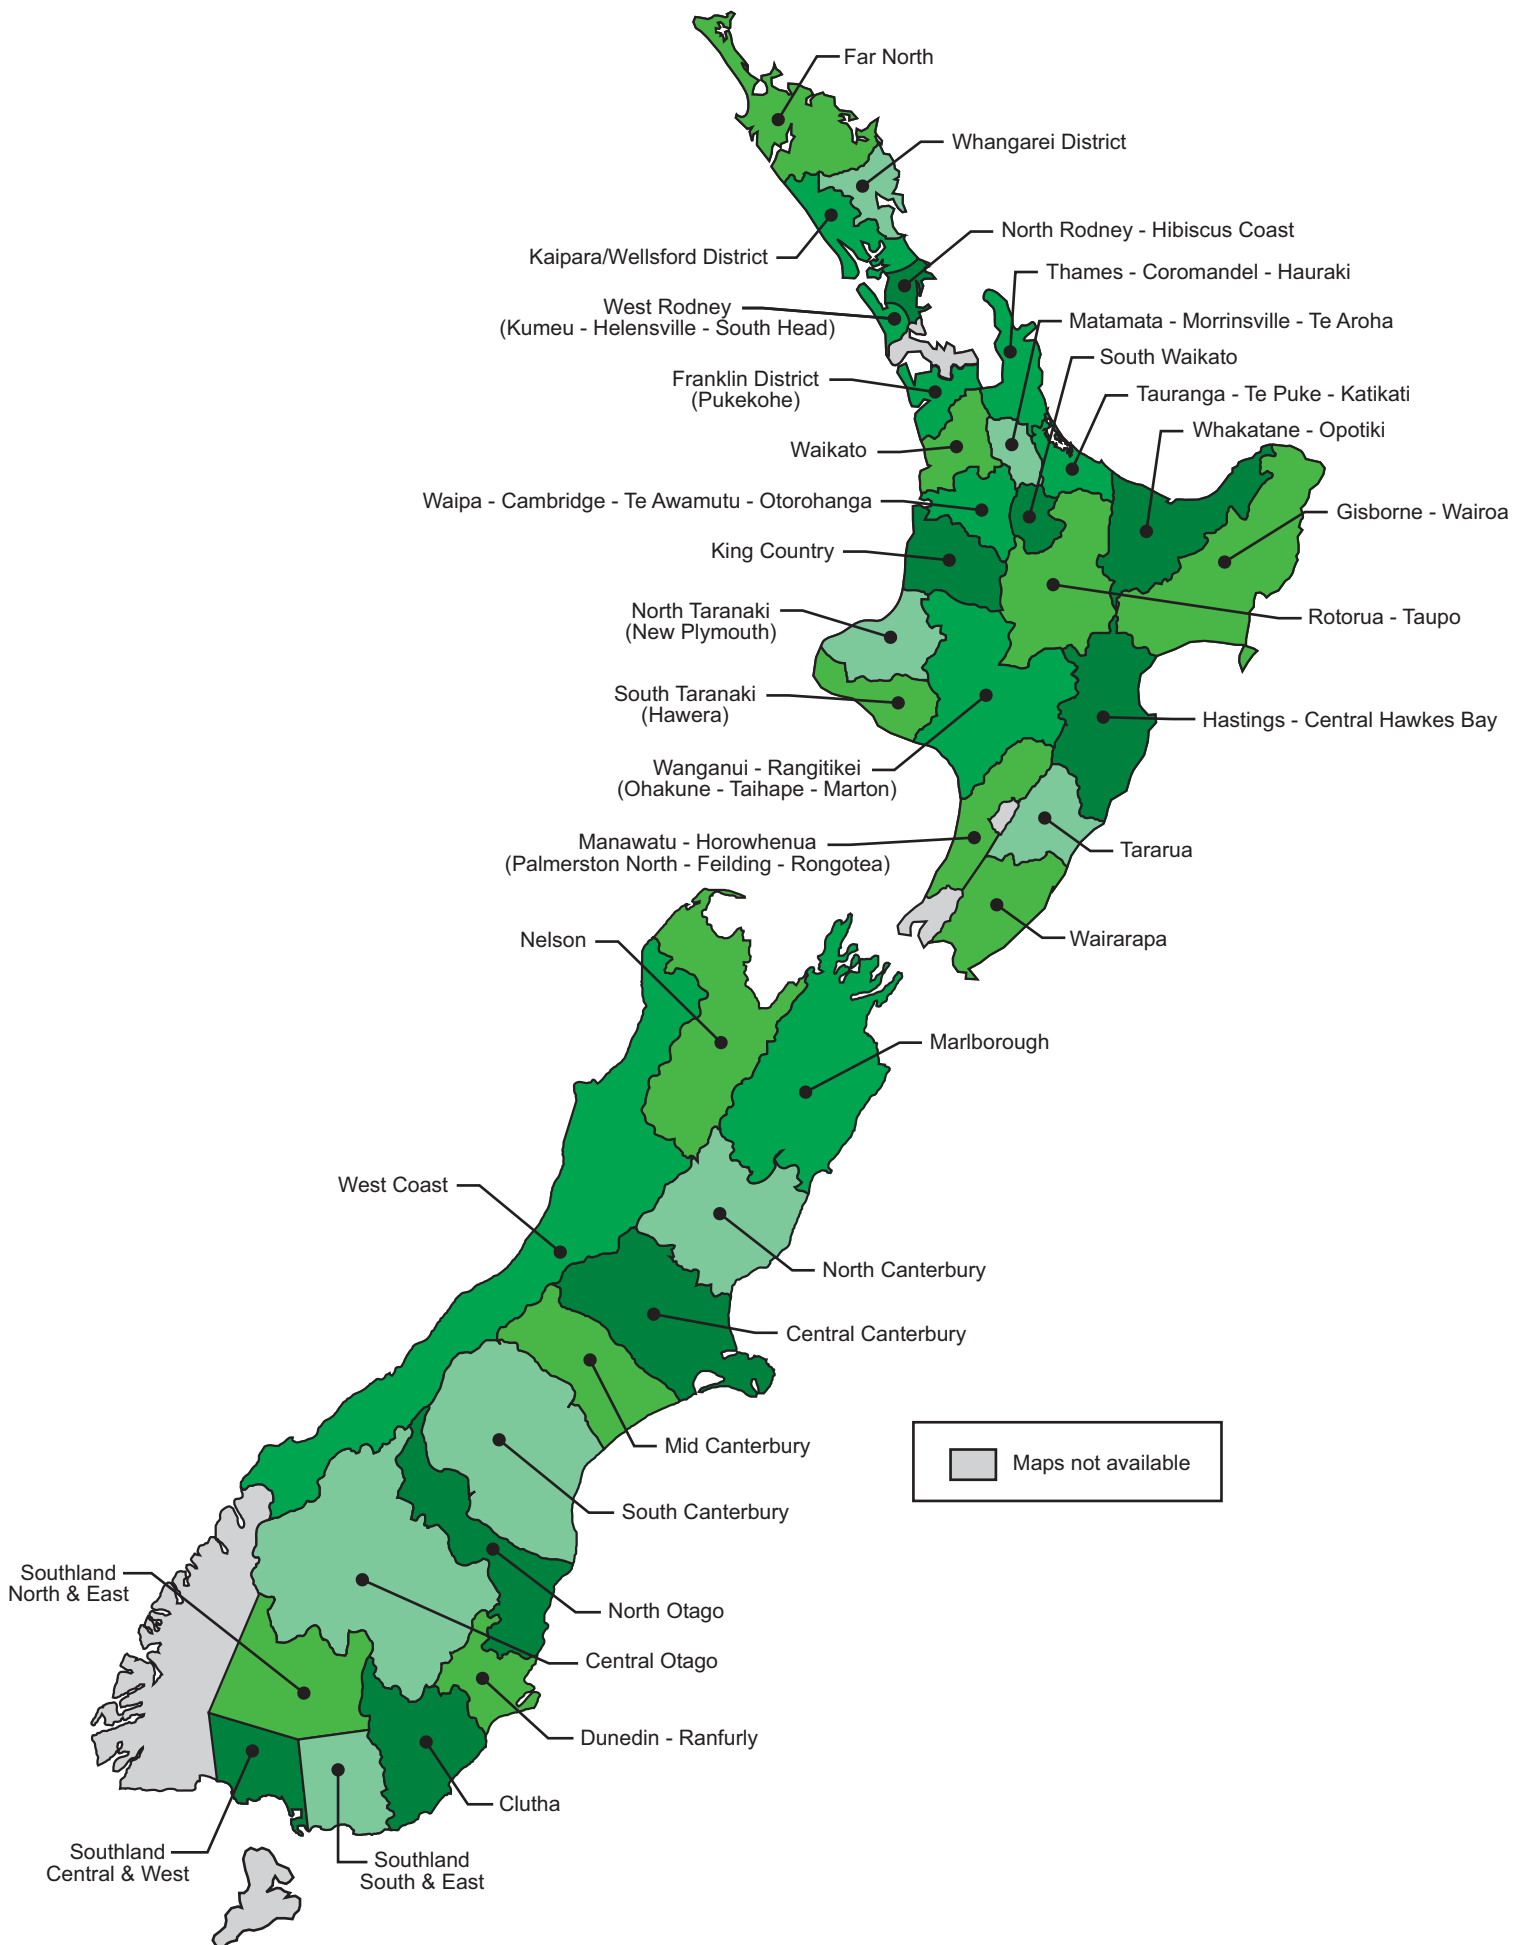 Far North
Whangarei District
North Rodney - Hibiscus Coast
Kaipara/Wellsford District
Thames - Coromandel - Hauraki
West Rodney
(Kumeu - Helensville - South Head)
Matamata - Morrinsville - Te Aroha
South Waikato
Franklin District
(Pukekohe)
Tauranga - Te Puke - Katikati
Whakatane - Opotiki
Waikato
Waipa - Cambridge - Te Awamutu - Otorohanga
Gisborne - Wairoa
King Country
North Taranaki
(New Plymouth)
Rotorua - Taupo
South Taranaki
(Hawera)
Hastings - Central Hawkes Bay
Wanganui - Rangitikei
(Ohakune - Taihape - Marton)
Manawatu - Horowhenua
(Palmerston North - Feilding - Rongotea)
Tararua
Nelson
Wairarapa
Marlborough
West Coast
North Canterbury
Central Canterbury
Mid Canterbury
Maps not available
South Canterbury
Southland
North & East
North Otago
Central Otago
Dunedin - Ranfurly
Clutha
Southland
Central & West
Southland
South & East